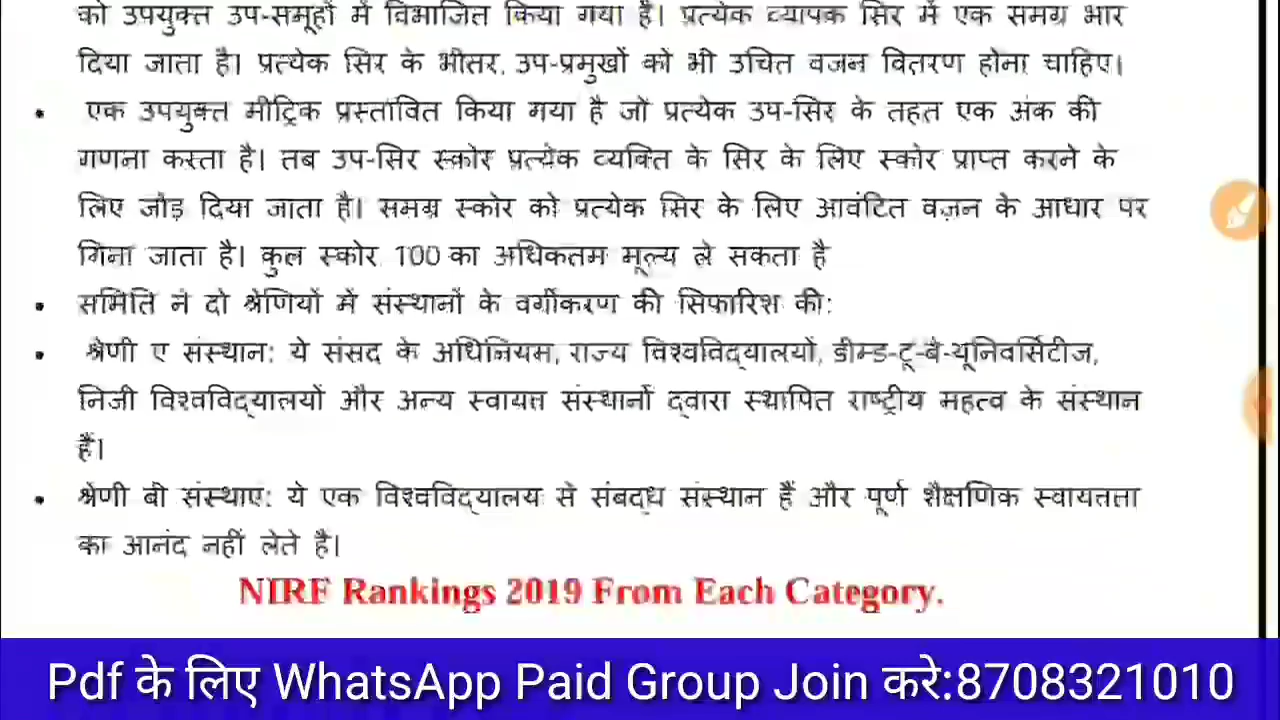 को उपयुक्त उप-समूहों में विभाजित किया गया है। प्रत्येक व्यापक सिर में एक समग्र भार
दिया जाता है। प्रत्येक सिर के भीतर, उप-प्रमुखों को भी उचित वजन वितरण होना चाहिए।
• एक उपयुक्त मीट्रिक प्रस्तावित किया गया है जो प्रत्येक उप-सिर के तहत एक अंक की
गणना करता है। तब उप-सिर स्कोर प्रत्येक व्यक्ति के सिर के लिए स्कोर प्राप्त करने के
लिए जोड़ दिया जाता है। समग्र स्कोर को प्रत्येक सिर के लिए आवंटित वज़न के आधार पर
गिना जाता है। कुल स्कोर 100 का अधिकतम मूल्य ले सकता है
• समिति ने दो श्रेणियों में संस्थानों के वर्गीकरण की सिफारिश की:
• श्रेणी ए संस्थान: ये संसद के अधिनियम, राज्य विश्वविद्यालयों, डीम्ड-टू-बी-यूनिवर्सिटीज,
निजी विश्वविद्यालयों और अन्य स्वायत्त संस्थानों द्वारा स्थापित राष्ट्रीय महत्व के संस्थान
हैं।
• श्रेणी बी संस्थाएं: ये एक विश्वविद्यालय से संबद्ध संस्थान हैं और पूर्ण शैक्षणिक स्वायत्तता
का आनंद नहीं लेते है।
NIRF Rankings 2019 From Each Category.
Pdf के लिए WhatsApp Paid Group Join करे:8708321010